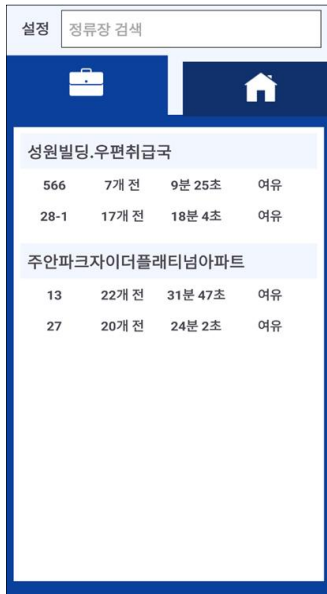 설정 정류장 검색
성원빌딩.우편취급국
566 7개 전 9분 25초 여유
28-1 17개 전 18분 4초 여유
주안파크자이더플래티넘아파트
13 22개 전 31분 47초 여유
27 20개 전 24분 2초 여유